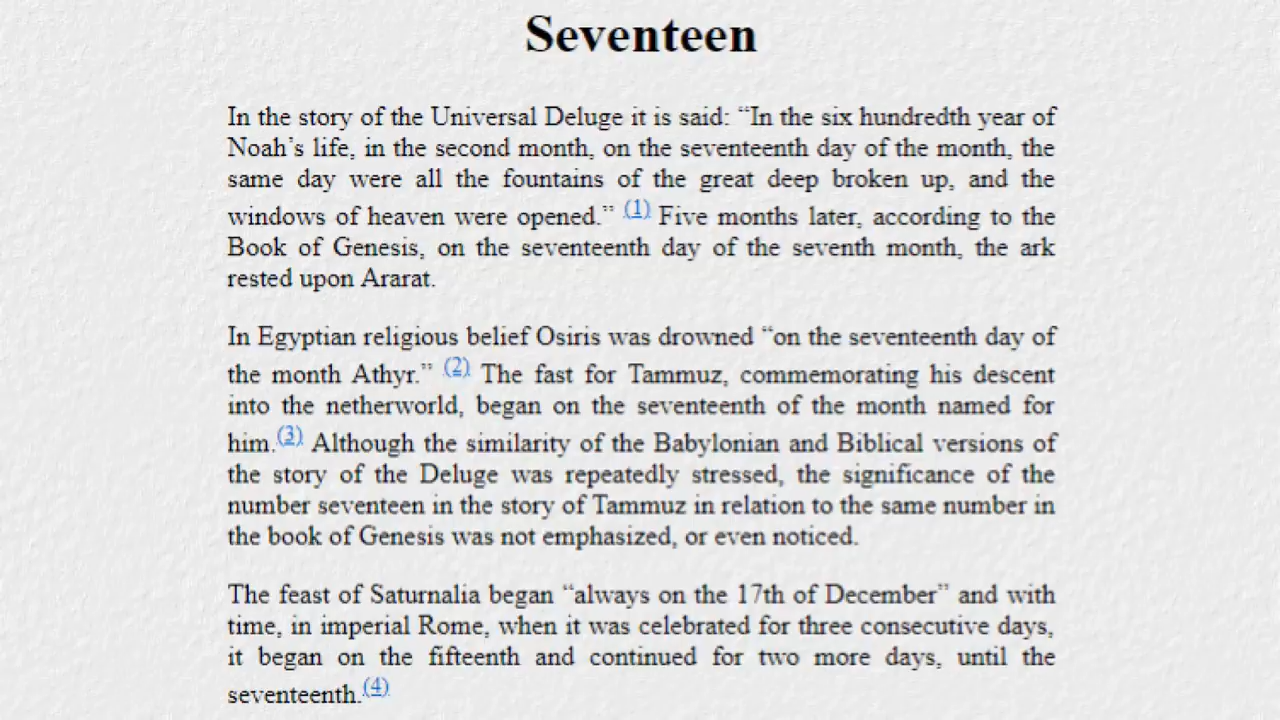 Seventeen
In the story of the Universal Deluge it is said: “In the six hundredth year of
Noah’s life, in the second month, on the seventeenth day of the month, the
same day were all the fountains of the great deep broken up, and the
windows of heaven were opened.” (1) Five months later, according to the
Book of Genesis, on the seventeenth day of the seventh month, the ark
rested upon Ararat.
In Egyptian religious belief Osiris was drowned “on the seventeenth day of
the month Athyr.” (2) The fast for Tammuz, commemorating his descent
into the netherworld, began on the seventeenth of the month named for
him.(3) Although the similarity of the Babylonian and Biblical versions of
the story of the Deluge was repeatedly stressed, the significance of the
number seventeen in the story of Tammuz in relation to the same number in
the book of Genesis was not emphasized, or even noticed.
The feast of Saturnalia began “always on the 17th of December” and with
time, in imperial Rome, when it was celebrated for three consecutive days,
it began on the fifteenth and continued for two more days, until the
seventeenth.(4)